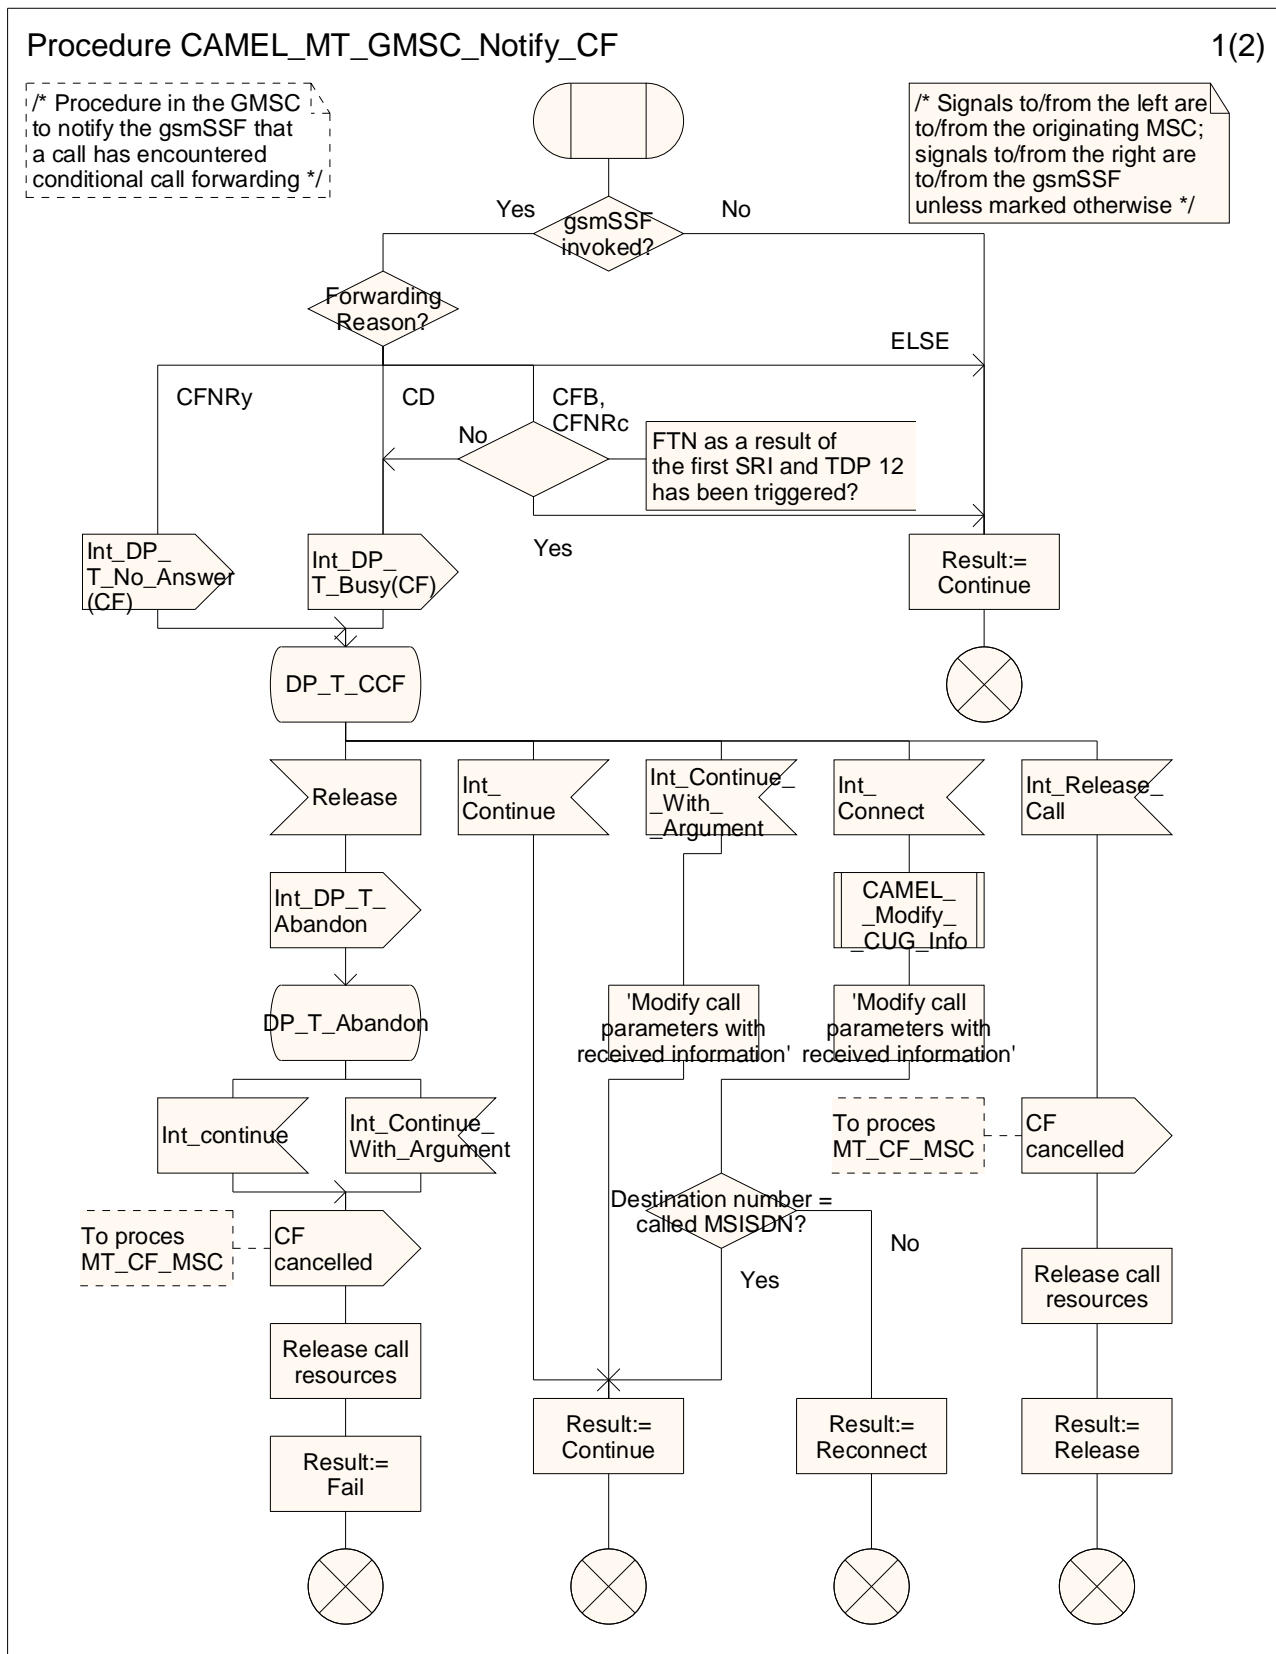 Procedure CAMEL_MT_GMSC_Notify_CF
1(2)
/* Procedure in the GMSC
to notify the gsmSSF that
a call has encountered
conditional call forwarding */
/* Signals to/from the left are
to/from the originating MSC;
signals to/from the right are
to/from the gsmSSF
unless marked otherwise */
Yes
gsmSSF
invoked?
No
Forwarding
Reason?
ELSE
CFNRy
CD
CFB,
CFNRc
No
FTN as a result of
the first SRI and TDP 12
has been triggered?
Yes
Int_DP_
T_No_Answer
(CF)
Int_DP_
T_Busy(CF)
Result:=
Continue
DP_T_CCF
Release
Int_
Continue
Int_Continue_
_With_
_Argument
Int_
Connect
Int_Release_
Call
Int_DP_T_
Abandon
CAMEL_
_Modify_
_CUG_Info
DP_T_Abandon
'Modify call
parameters with
received information'
'Modify call
parameters with
received information'
Int_continue
Int_Continue_
With_Argument
To proces
MT_CF_MSC
CF
cancelled
Destination number =
called MSISDN?
To proces
MT_CF_MSC
CF
cancelled
No
Yes
Release call
resources
Release call
resources
Result:=
Fail
Result:=
Continue
Result:=
Reconnect
Result:=
Release